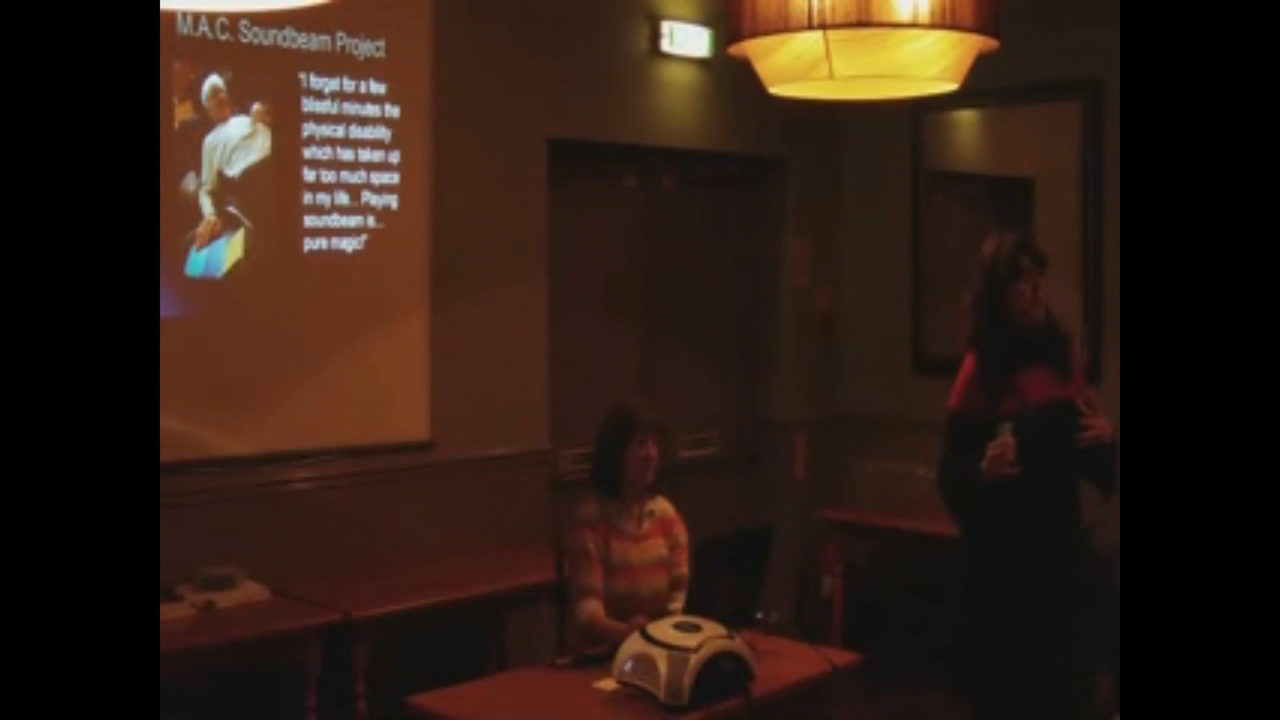 M.A.C. Soundbeam Project
"I forget for a few
blissful minutes the
physical disability
which has taken up
far too much space
in my life... Playing
soundbeam is...
pure magic!"